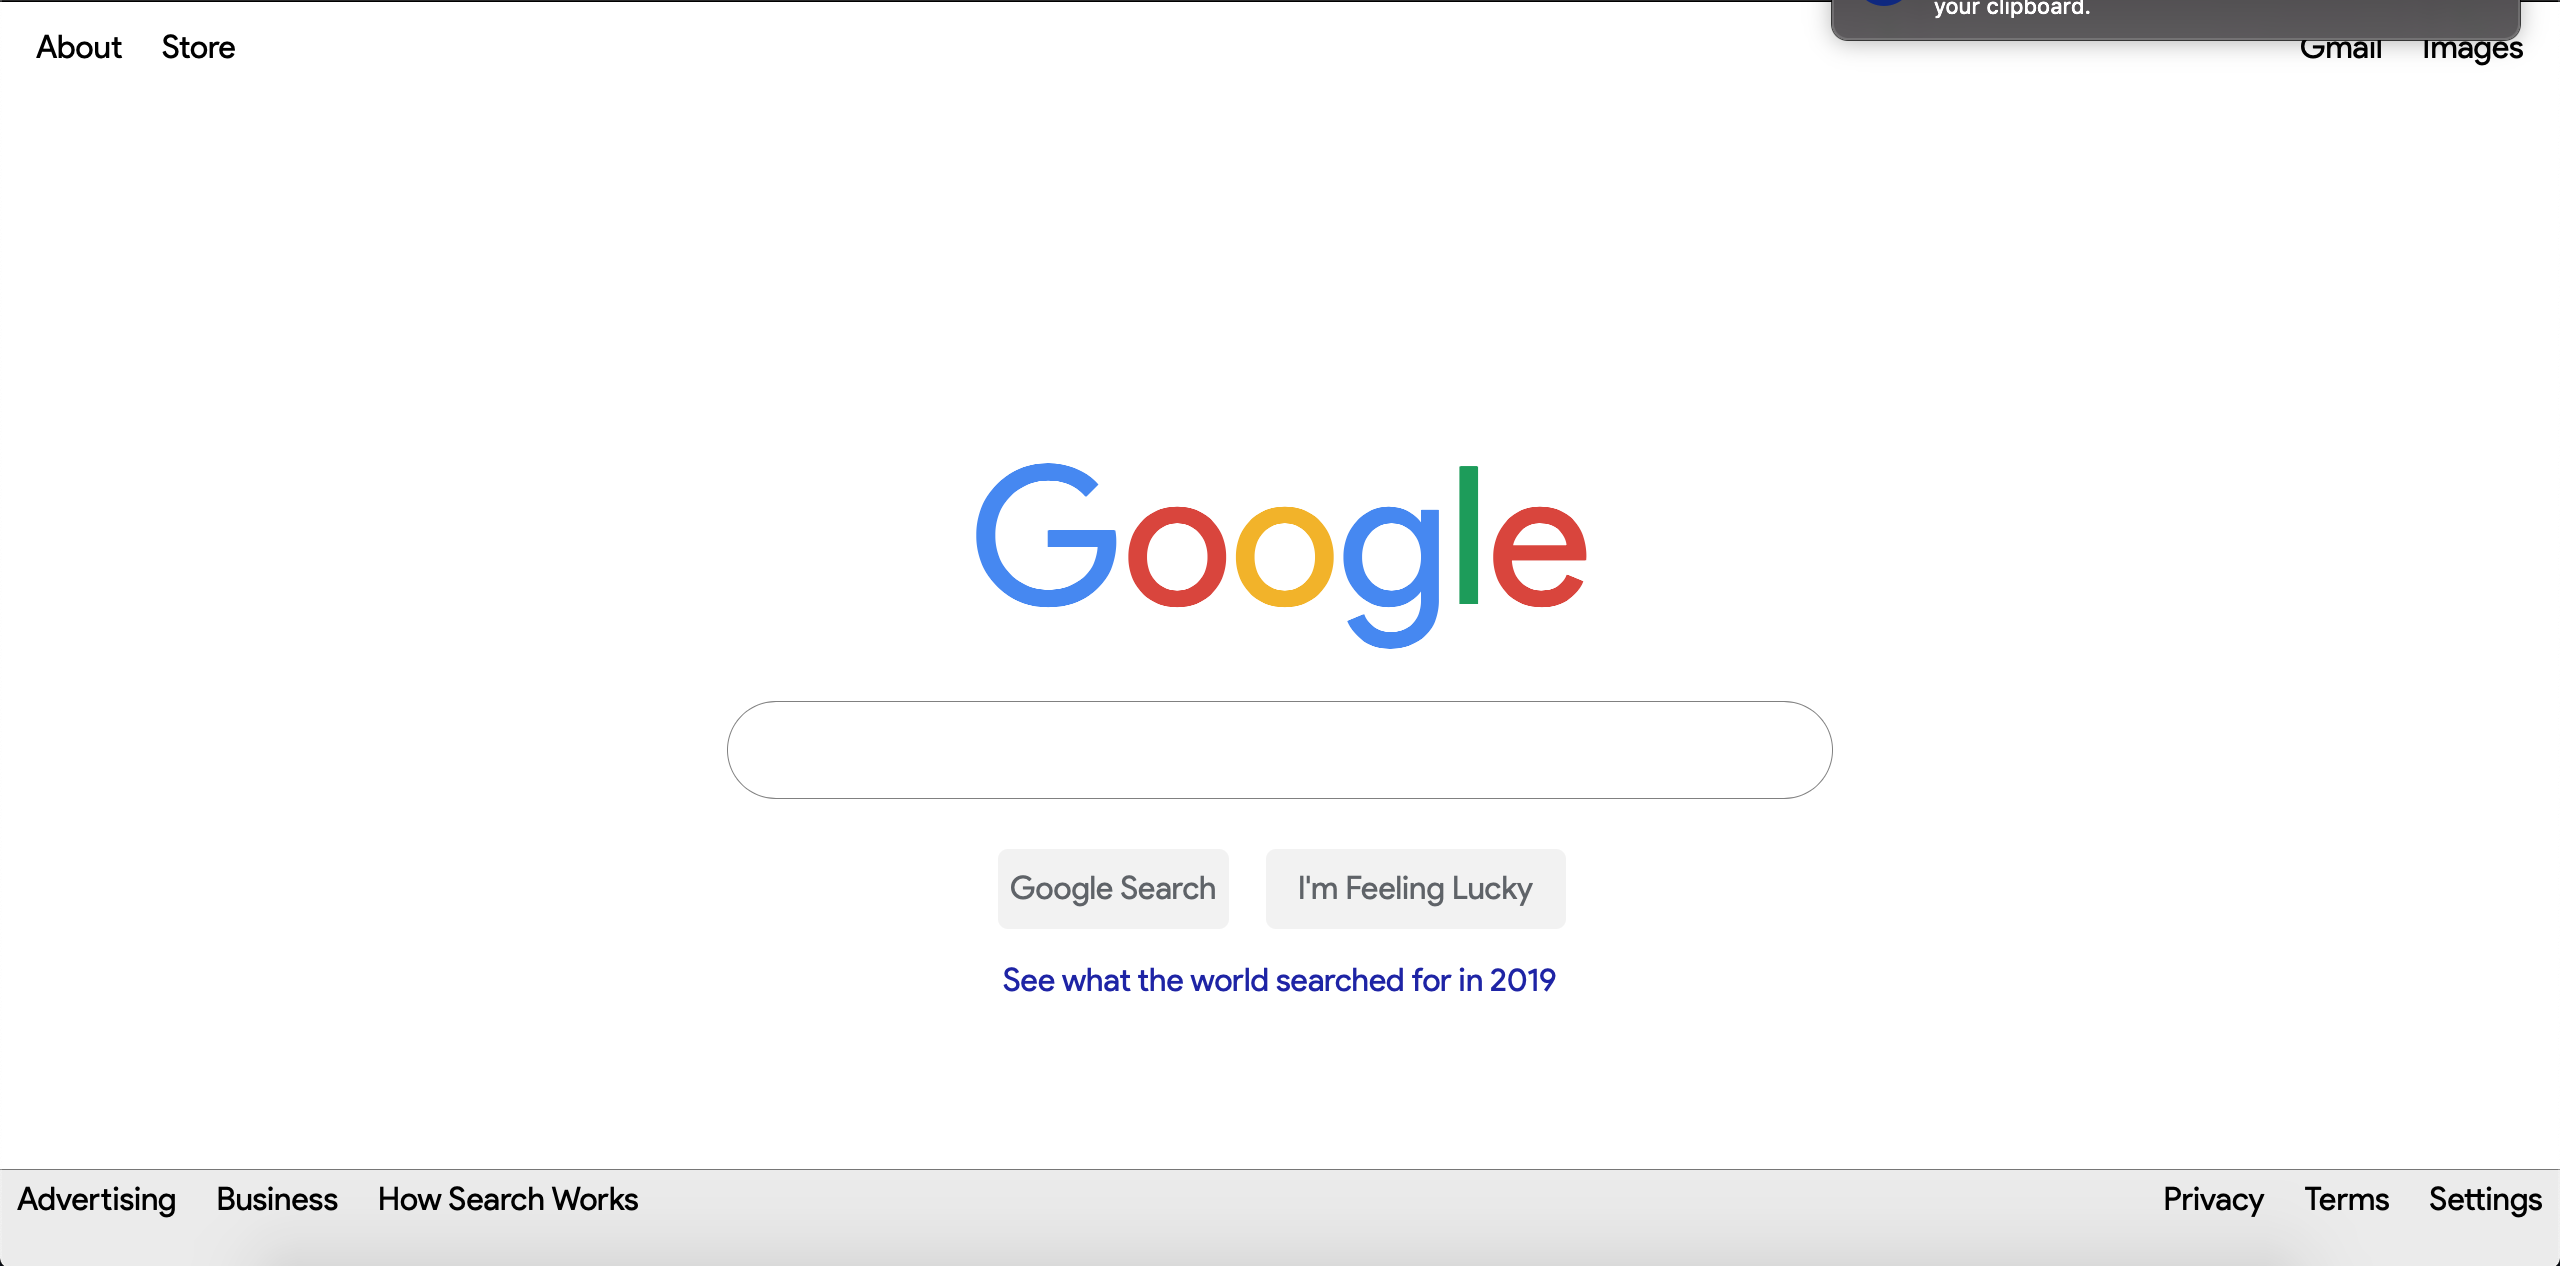 your clipboard.
About Store Gmail Images
Google
Google Search I'm Feeling Lucky
See what the world searched for in 2019
Advertising Business How Search Works Privacy Terms Settings